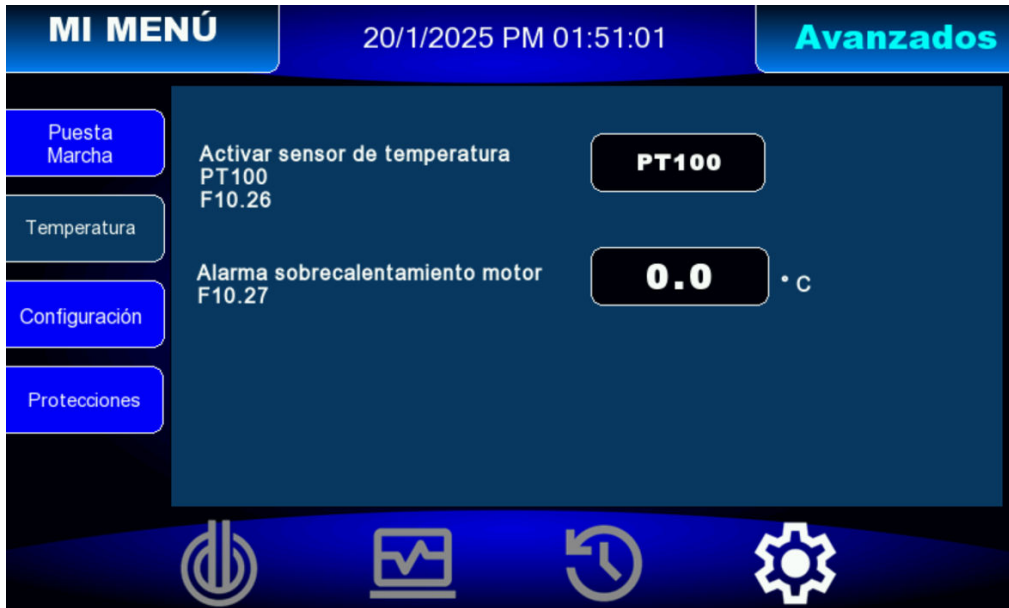 MI MENÚ
20/1/2025 PM 01:51:01
Avanzados
Puesta
Marcha
Temperatura
Configuración
Protecciones
Activar sensor de temperatura
PT100
F10.26
PT100
Alarma sobrecalentamiento motor
F10.27
0.0
° C